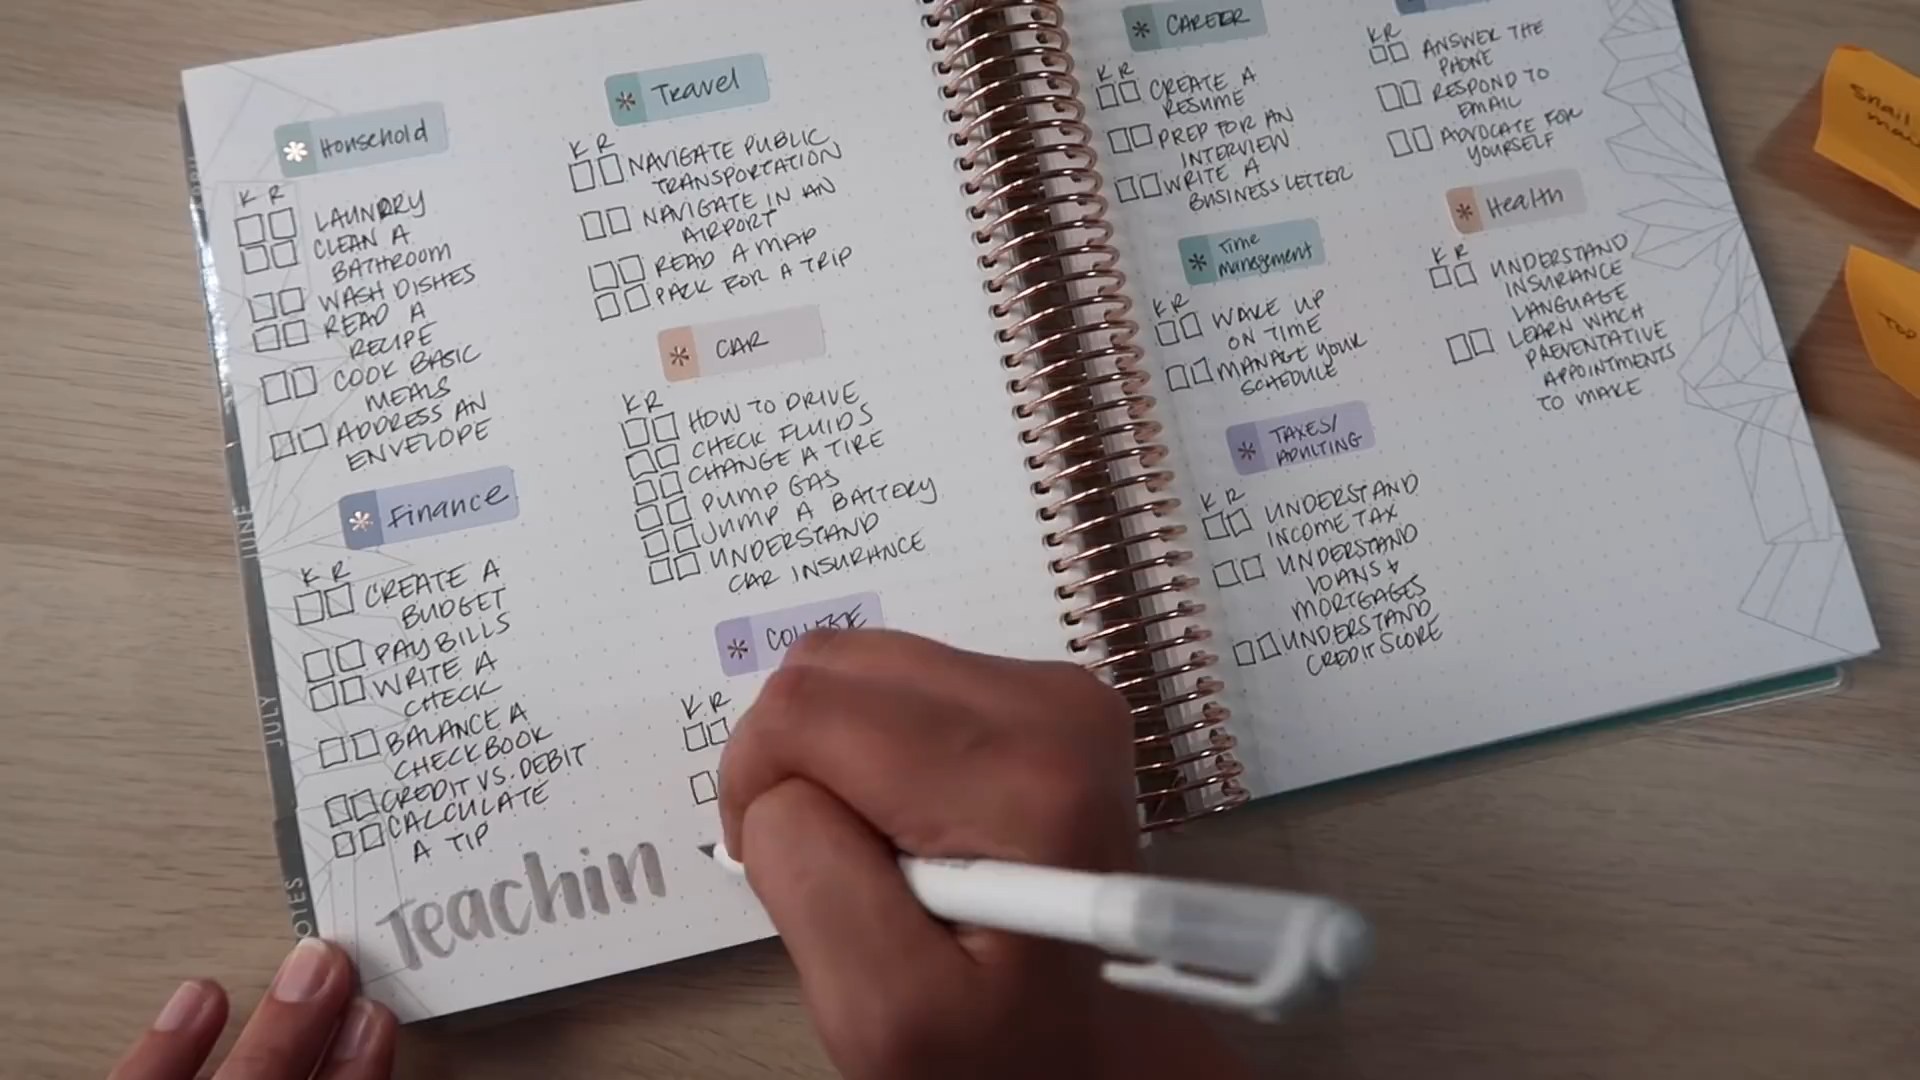 Household
K R
LAUNDRY
CLEAN A
BATHROOM
WASH DISHES
READ A
RECIPE
COOK BASIC
MEALS
ADDRESS AN
ENVELOPE
Finance
K R
CREATE A
BUDGET
PAY BILLS
WRITE A
CHECK
BALANCE A
CHECKBOOK
CREDIT VS. DEBIT
CALCULATE
A TIP
Travel
K R
NAVIGATE PUBLIC
TRANSPORTATION
NAVIGATE IN AN
AIRPORT
READ A MAP
PACK FOR A TRIP
CAR
K R
HOW TO DRIVE
CHECK FLUIDS
CHANGE A TIRE
PUMP GAS
JUMP A BATTERY
UNDERSTAND
CAR INSURANCE
COLLEGE
K R
Teachin
CAREER
K R
CREATE A
RESUME
PREP FOR AN
INTERVIEW
WRITE A
BUSINESS LETTER
Time
management
K R
WAKE UP
ON TIME
MANAGE YOUR
SCHEDULE
TAXES/
ADULTING
K R
UNDERSTAND
INCOME TAX
UNDERSTAND
LOANS &
MORTGAGES
UNDERSTAND
CREDIT SCORE
K R
ANSWER THE
PHONE
RESPOND TO
EMAIL
ADVOCATE FOR
YOURSELF
Health
K R
UNDERSTAND
INSURANCE
LANGUAGE
LEARN WHICH
PREVENTATIVE
APPOINTMENTS
TO MAKE
JUNE
JULY
Snail